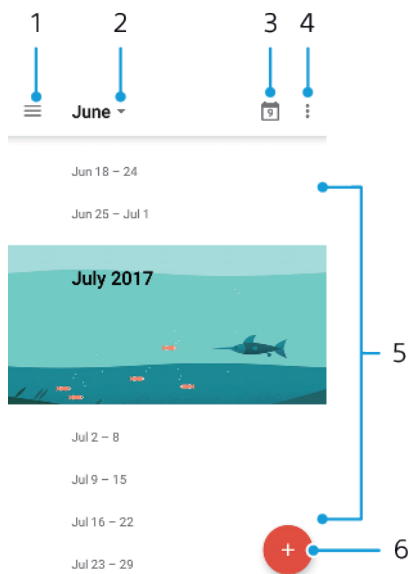 1 2 3 4
June 9
Jun 18 – 24
Jun 25 – Jul 1
July 2017
5
Jul 2 – 8
Jul 9 – 15
Jul 16 – 22
+ 6
Jul 23 – 29